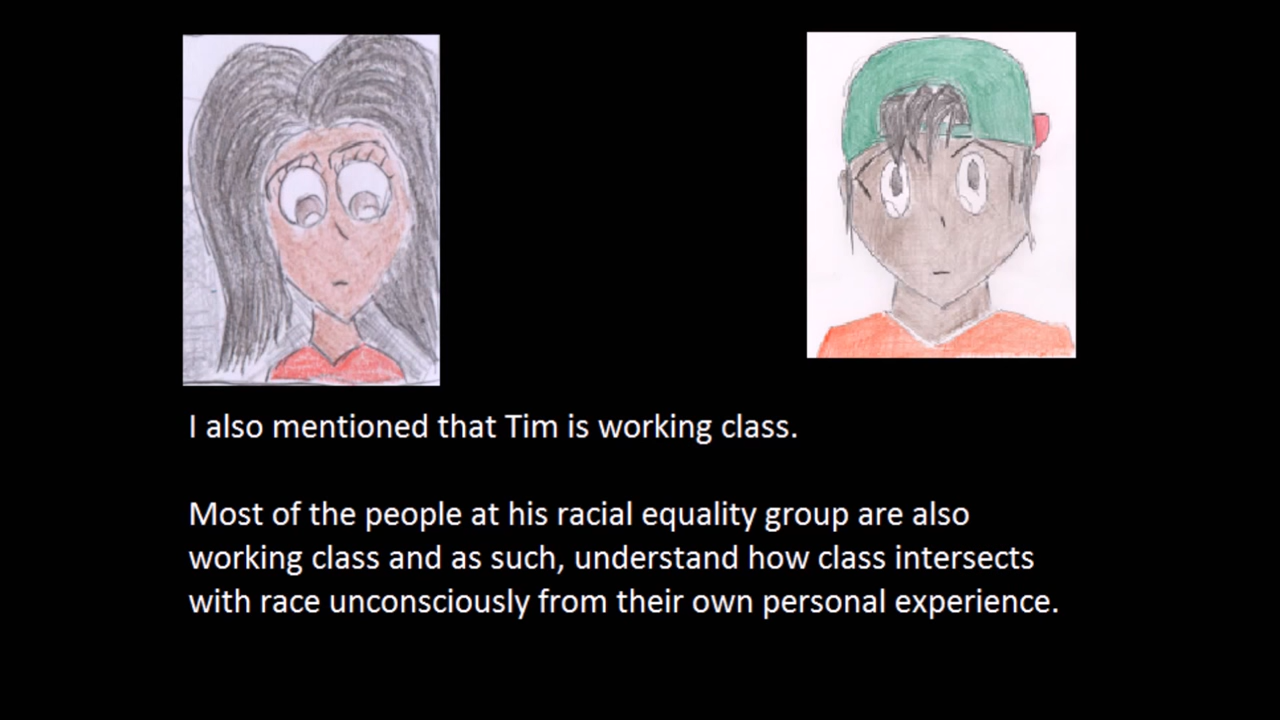 I also mentioned that Tim is working class.
Most of the people at his racial equality group are also
working class and as such, understand how class intersects
with race unconsciously from their own personal experience.